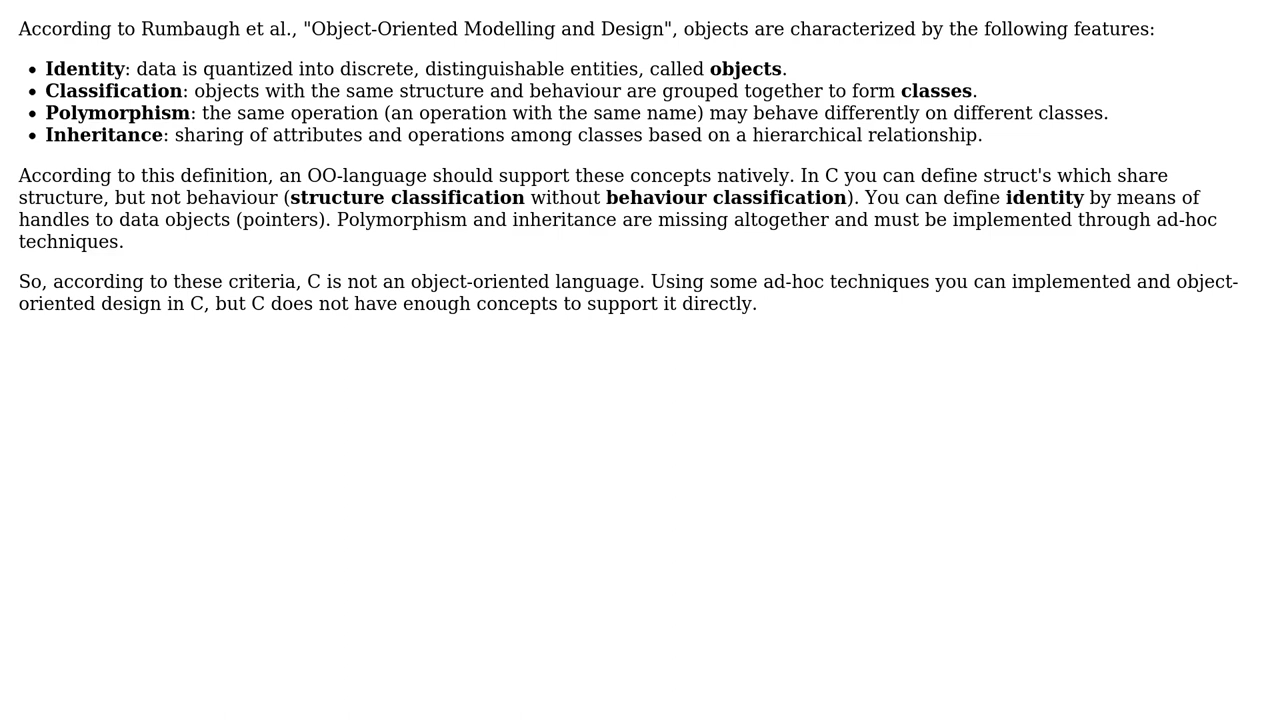 According to Rumbaugh et al., "Object-Oriented Modelling and Design", objects are characterized by the following features:
• Identity: data is quantized into discrete, distinguishable entities, called objects.
• Classification: objects with the same structure and behaviour are grouped together to form classes.
• Polymorphism: the same operation (an operation with the same name) may behave differently on different classes.
• Inheritance: sharing of attributes and operations among classes based on a hierarchical relationship.
According to this definition, an OO-language should support these concepts natively. In C you can define struct's which share
structure, but not behaviour (structure classification without behaviour classification). You can define identity by means of
handles to data objects (pointers). Polymorphism and inheritance are missing altogether and must be implemented through ad-hoc
techniques.
So, according to these criteria, C is not an object-oriented language. Using some ad-hoc techniques you can implemented and object-
oriented design in C, but C does not have enough concepts to support it directly.